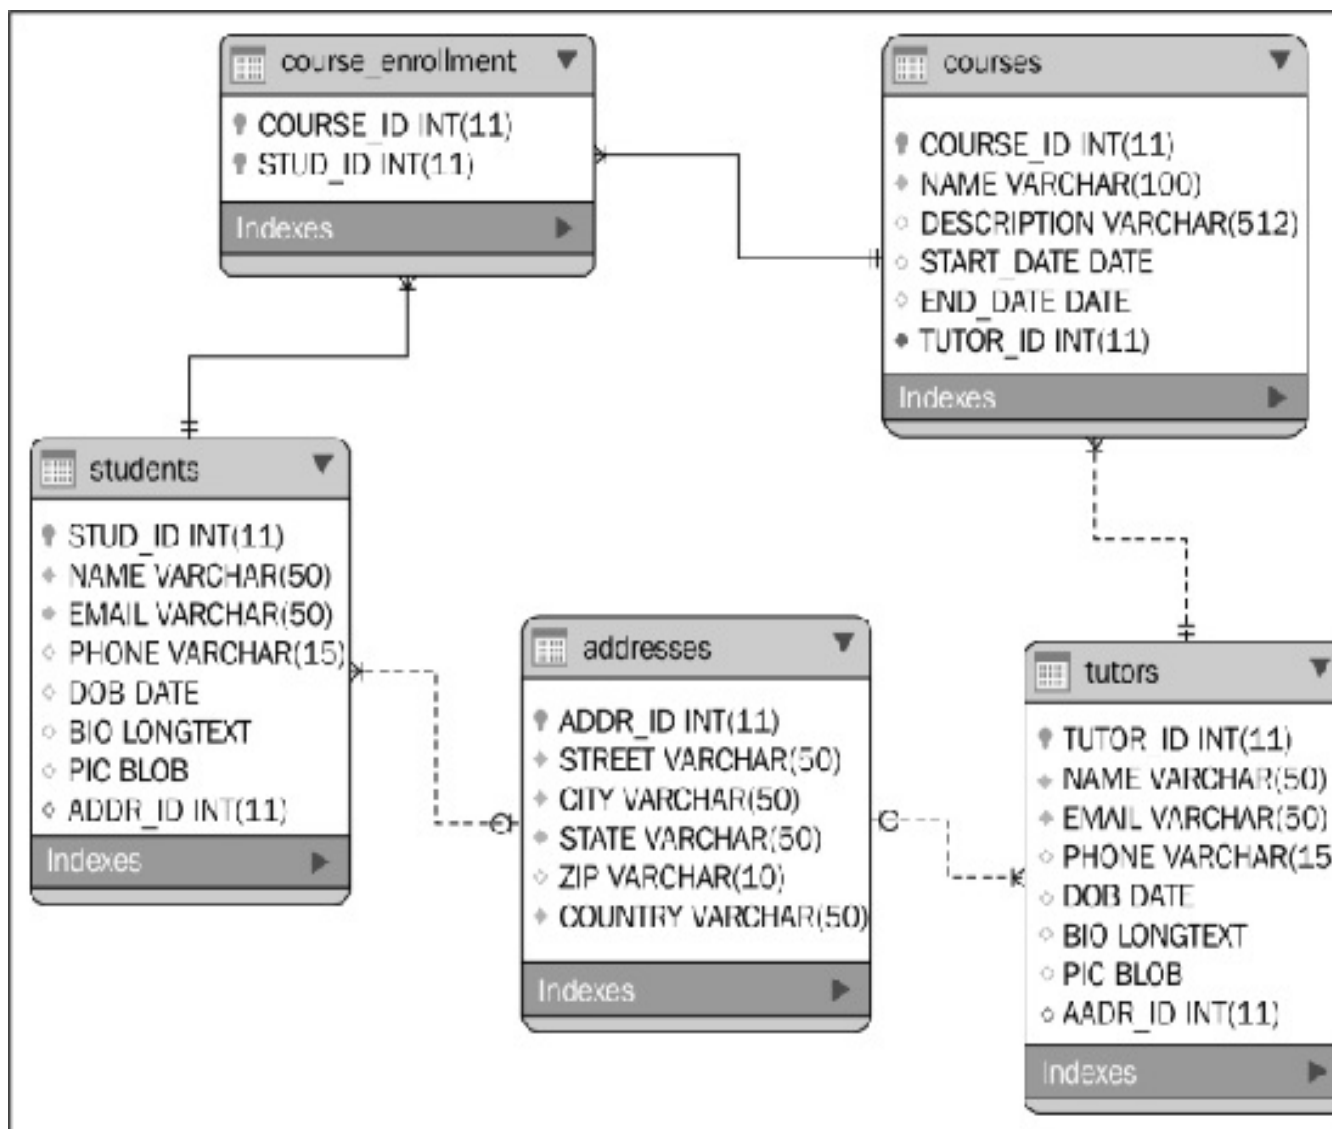 course_enrollment
COURSE_ID INT(11)
STUD_ID INT(11)
Indexes
courses
COURSE_ID INT(11)
NAME VARCHAR(100)
DESCRIPTION VARCHAR(512)
START_DATE DATE
END_DATE DATE
TUTOR_ID INT(11)
Indexes
students
STUD_ID INT(11)
NAME VARCHAR(50)
EMAIL VARCHAR(50)
PHONE VARCHAR(15)
DOB DATE
BIO LONGTEXT
PIC BLOB
ADDR_ID INT(11)
Indexes
addresses
ADDR_ID INT(11)
STREET VARCHAR(50)
CITY VARCHAR(50)
STATE VARCHAR(50)
ZIP VARCHAR(10)
COUNTRY VARCHAR(50)
Indexes
tutors
TUTOR_ID INT(11)
NAME VARCHAR(50)
EMAIL VARCHAR(50)
PHONE VARCHAR(15
DOB DATE
BIO LONGTEXT
PIC BLOB
AADR_ID INT(11)
Indexes